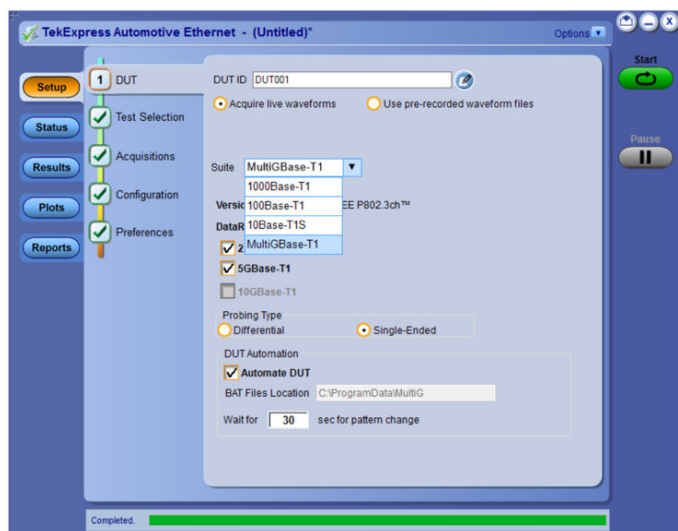 TekExpress Automotive Ethernet - (Untitled)*
Options
Start
Setup
1 DUT
DUT ID DUT001
Acquire live waveforms
Use pre-recorded waveform files
Test Selection
Status
Pause
Acquisitions
Results
Suite MultiGBase-T1
1000Base-T1
Configuration
Plots
100Base-T1
EE P802.3ch™
Preferences
10Base-T1S
Reports
MultiGBase-T1
2
5GBase-T1
10GBase-T1
Probing Type
Differential
Single-Ended
DUT Automation
Automate DUT
BAT Files Location C:\ProgramData\MultiG
Wait for 30 sec for pattern change
Completed.